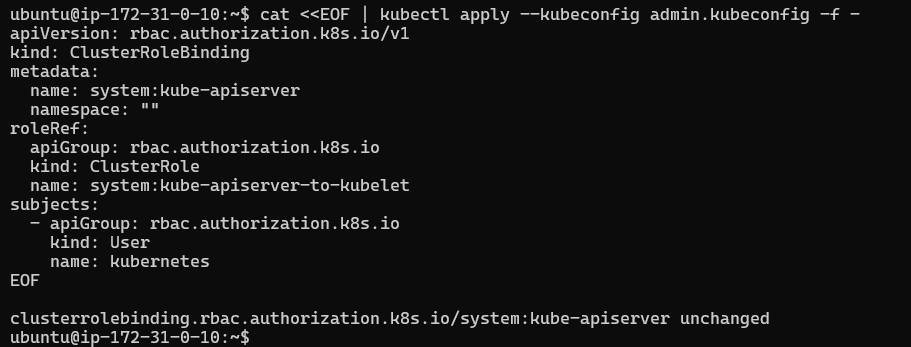 ubuntu@ip-172-31-0-10:~$ cat <<EOF | kubectl apply --kubeconfig admin.kubeconfig -f -
apiVersion: rbac.authorization.k8s.io/v1
kind: ClusterRoleBinding
metadata:
  name: system:kube-apiserver
  namespace: ""
roleRef:
  apiGroup: rbac.authorization.k8s.io
  kind: ClusterRole
  name: system:kube-apiserver-to-kubelet
subjects:
  - apiGroup: rbac.authorization.k8s.io
    kind: User
    name: kubernetes
EOF
clusterrolebinding.rbac.authorization.k8s.io/system:kube-apiserver unchanged
ubuntu@ip-172-31-0-10:~$